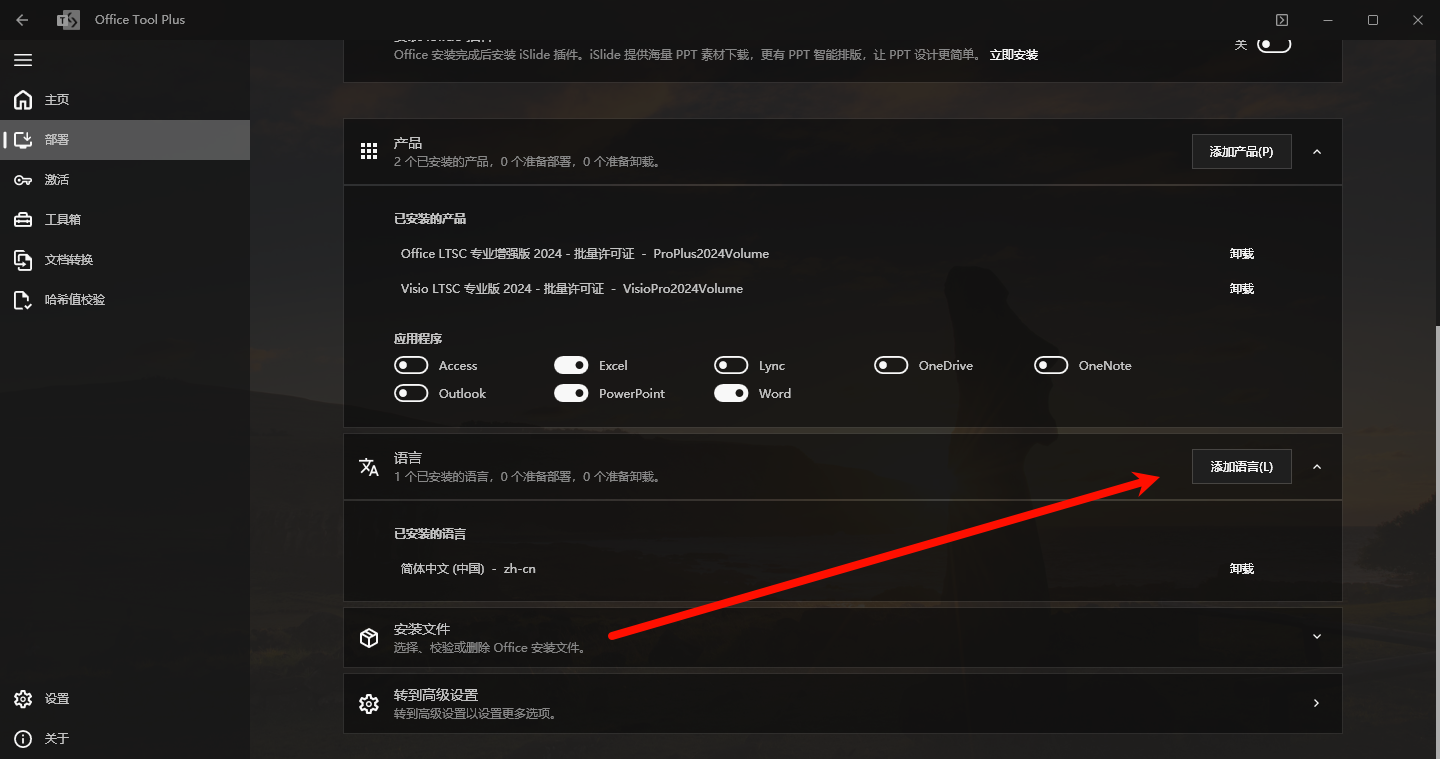 Office Tool Plus
主页
部署
激活
工具箱
文档转换
哈希值校验
设置
关于
Office 安装完成后安装 iSlide 插件。iSlide 提供海量 PPT 素材下载，更有 PPT 智能排版，让 PPT 设计更简单。 立即安装
关
产品
2 个已安装的产品，0 个准备部署，0 个准备卸载。
添加产品(P)
已安装的产品
Office LTSC 专业增强版 2024 - 批量许可证 - ProPlus2024Volume
卸载
Visio LTSC 专业版 2024 - 批量许可证 - VisioPro2024Volume
卸载
应用程序
Access Excel Lync OneDrive OneNote
Outlook PowerPoint Word
语言
1 个已安装的语言，0 个准备部署，0 个准备卸载。
添加语言(L)
已安装的语言
简体中文 (中国) - zh-cn
卸载
安装文件
选择、校验或删除 Office 安装文件。
转到高级设置
转到高级设置以设置更多选项。